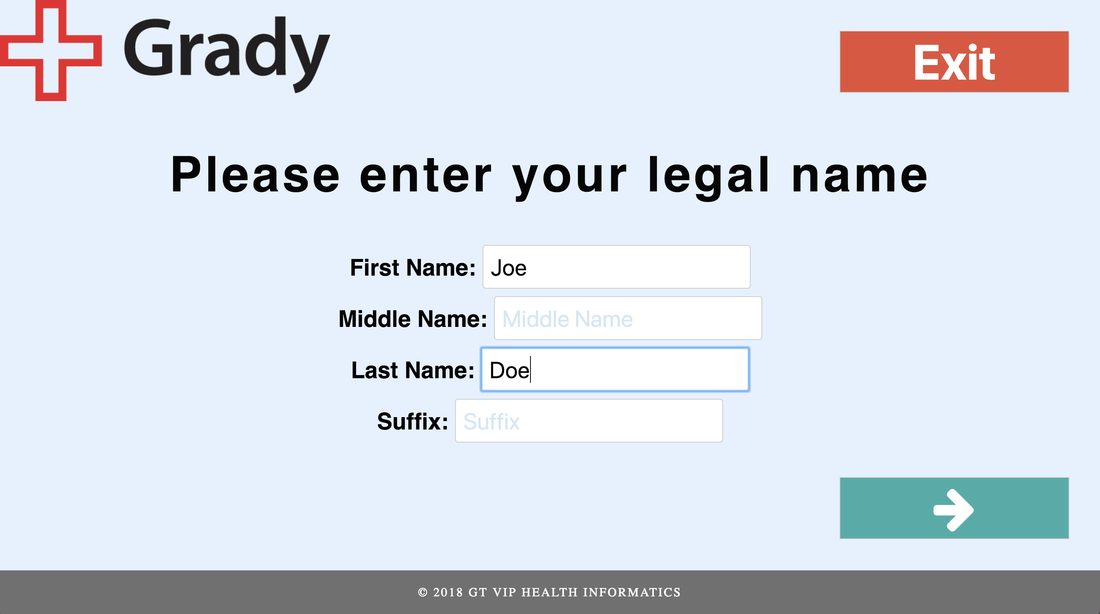 Grady
Exit
Please enter your legal name
First Name: Joe
Middle Name: Middle Name
Last Name: Doe
Suffix: Suffix
© 2018 GT VIP HEALTH INFORMATICS